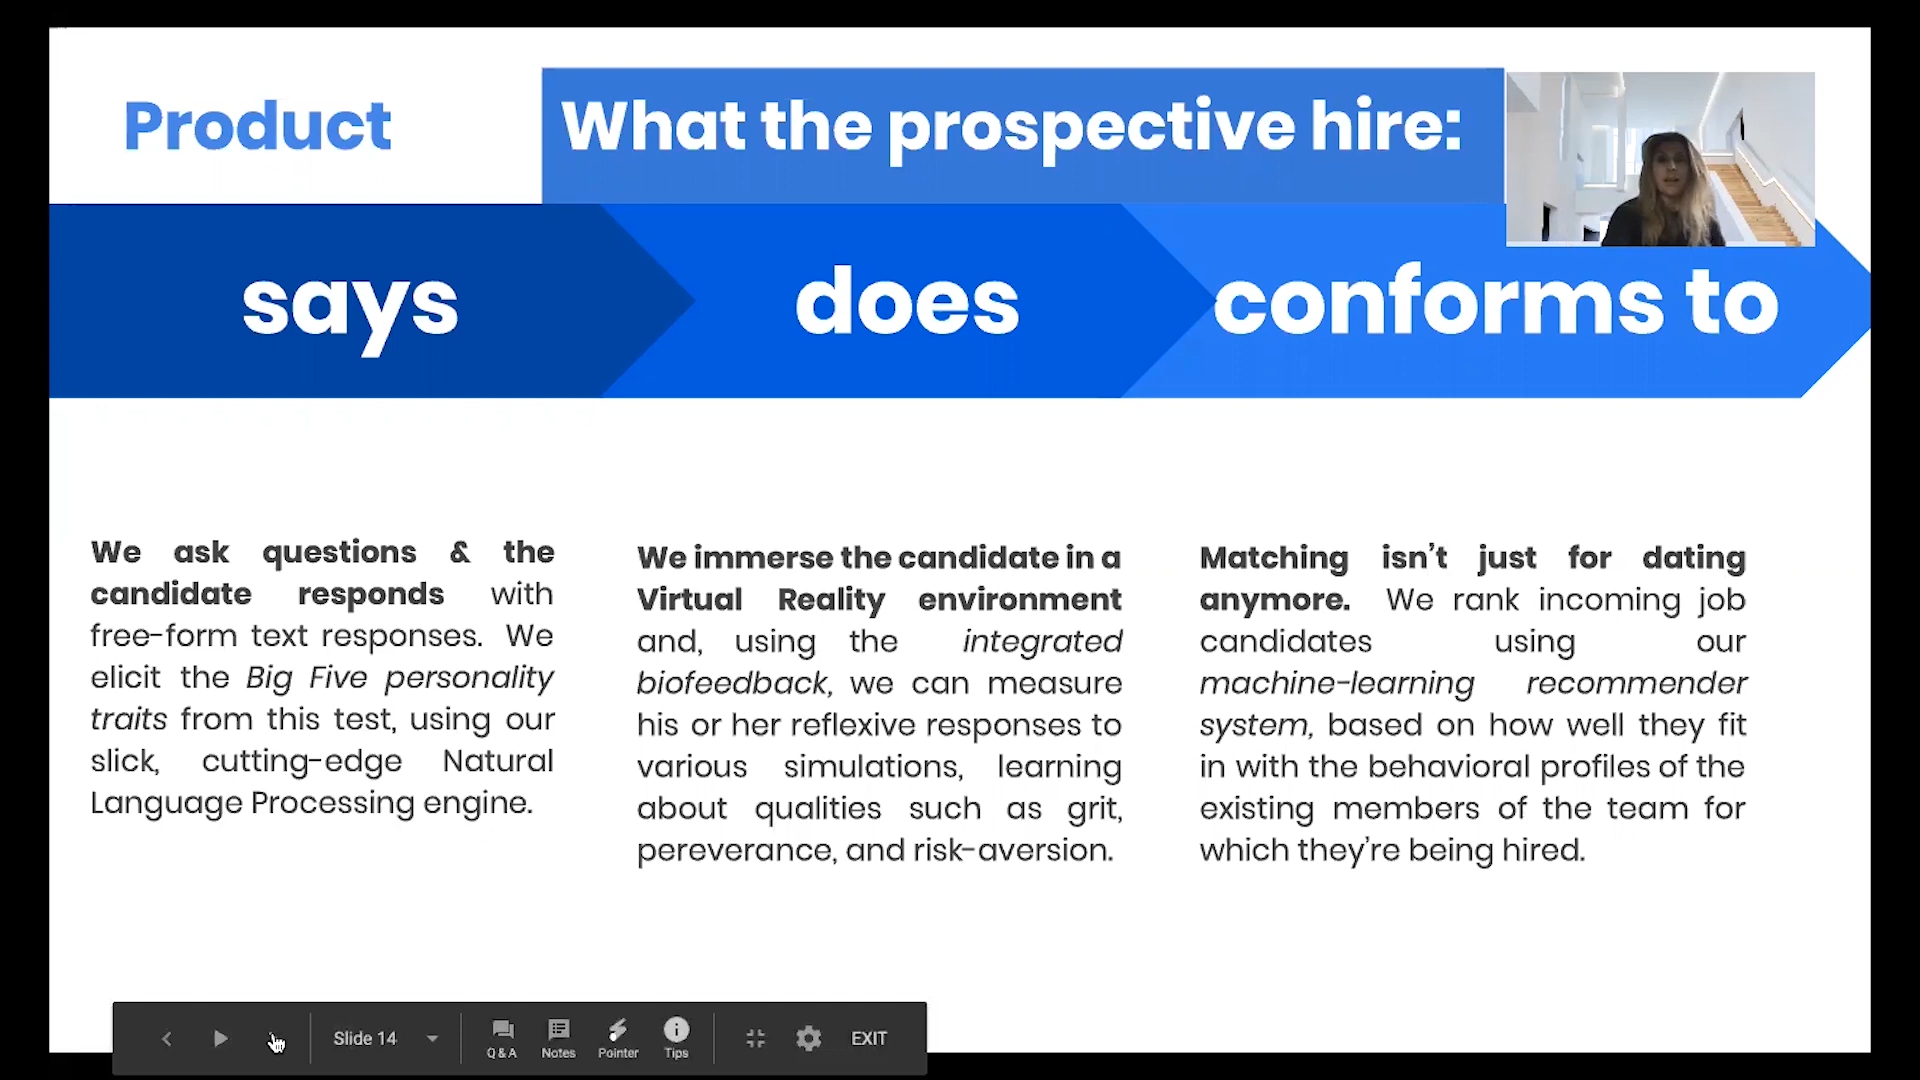 Product
What the prospective hire:
says
does
conforms to
We ask questions & the
candidate responds with
free-form text responses. We
elicit the Big Five personality
traits from this test, using our
slick, cutting-edge Natural
Language Processing engine.
We immerse the candidate in a
Virtual Reality environment
and, using the integrated
biofeedback, we can measure
his or her reflexive responses to
various simulations, learning
about qualities such as grit,
pereverance, and risk-aversion.
Matching isn't just for dating
anymore. We rank incoming job
candidates using our
machine-learning recommender
system, based on how well they fit
in with the behavioral profiles of the
existing members of the team for
which they're being hired.
Slide 14
Q & A
Notes
Pointer
Tips
EXIT